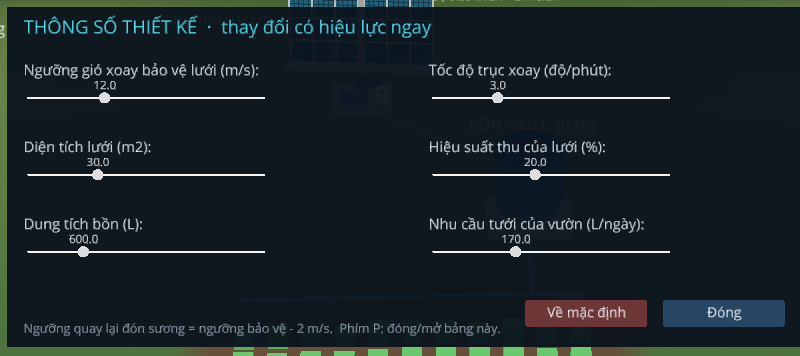 THÔNG SỐ THIẾT KẾ · thay đổi có hiệu lực ngay
Ngưỡng gió xoay bảo vệ lưới (m/s):
12.0
Tốc độ trục xoay (độ/phút):
3.0
BỒN 560 L (93%)
Diện tích lưới (m2):
30.0
Hiệu suất thu của lưới (%):
20.0
Dung tích bồn (L):
600.0
Nhu cầu tưới của vườn (L/ngày):
170.0
Về mặc định
Đóng
Ngưỡng quay lại đón sương = ngưỡng bảo vệ - 2 m/s. Phím P: đóng/mở bảng này.